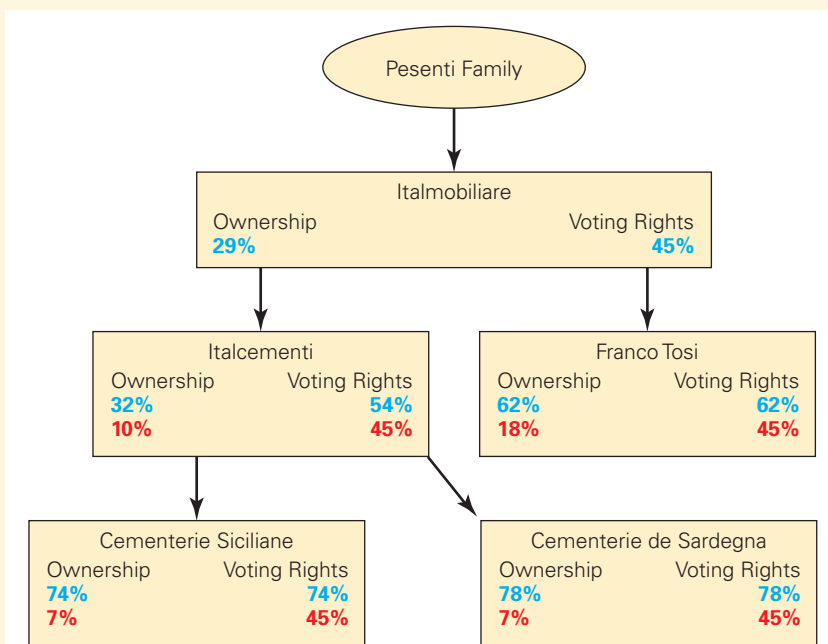 Pesenti Family
Italmobiliare
Ownership Voting Rights
29% 45%
Italcementi
Ownership Voting Rights
32% 54%
10% 45%
Franco Tosi
Ownership Voting Rights
62% 62%
18% 45%
Cementerie Siciliane
Ownership Voting Rights
74% 74%
7% 45%
Cementerie de Sardegna
Ownership Voting Rights
78% 78%
7% 45%